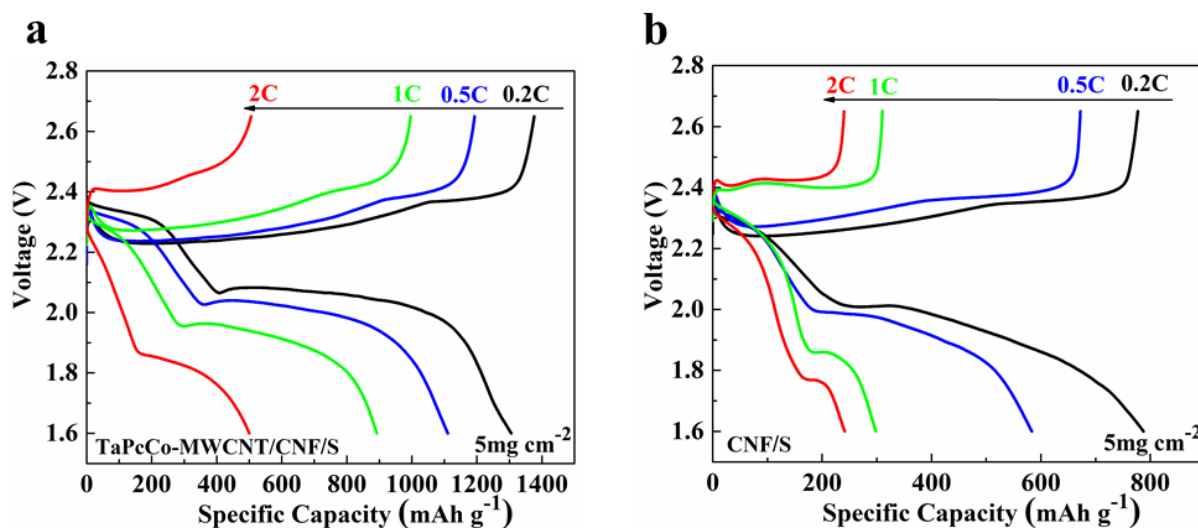 a
2.8
2.6
2.4
2.2
2.0
1.8
1.6
Voltage (V)
2C
1C
0.5C
0.2C
TaPcCo-MWCNT/CNF/S
5mg cm-2
0
200
400
600
800
1000
1200
1400
Specific Capacity (mAh g-1)
b
2.8
2.6
2.4
2.2
2.0
1.8
1.6
Voltage (V)
2C
1C
0.5C
0.2C
CNF/S
5mg cm-2
0
200
400
600
800
Specific Capacity (mAh g-1)